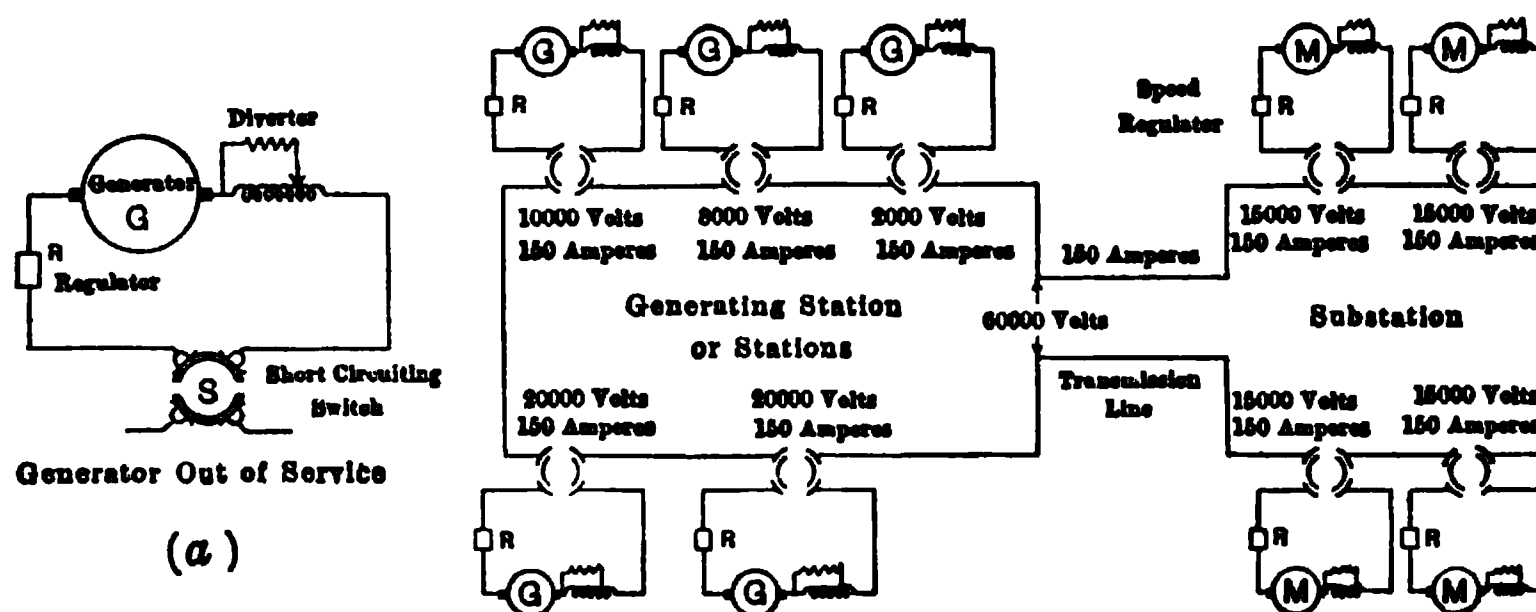 Diverter
Generator
G
R
Regulator
S
Short Circuiting
Switch
Generator Out of Service
(a)
G
G
G
R
R
R
10000 Volts
150 Amperes
8000 Volts
150 Amperes
2000 Volts
150 Amperes
Generating Station
or Stations
20000 Volts
150 Amperes
20000 Volts
150 Amperes
R
R
G
G
150 Amperes
60000 Volts
Transmission
Line
Speed
Regulator
M
M
R
R
15000 Volts
150 Amperes
15000 Volts
150 Amperes
Substation
15000 Volts
150 Amperes
15000 Volts
150 Amperes
R
R
M
M